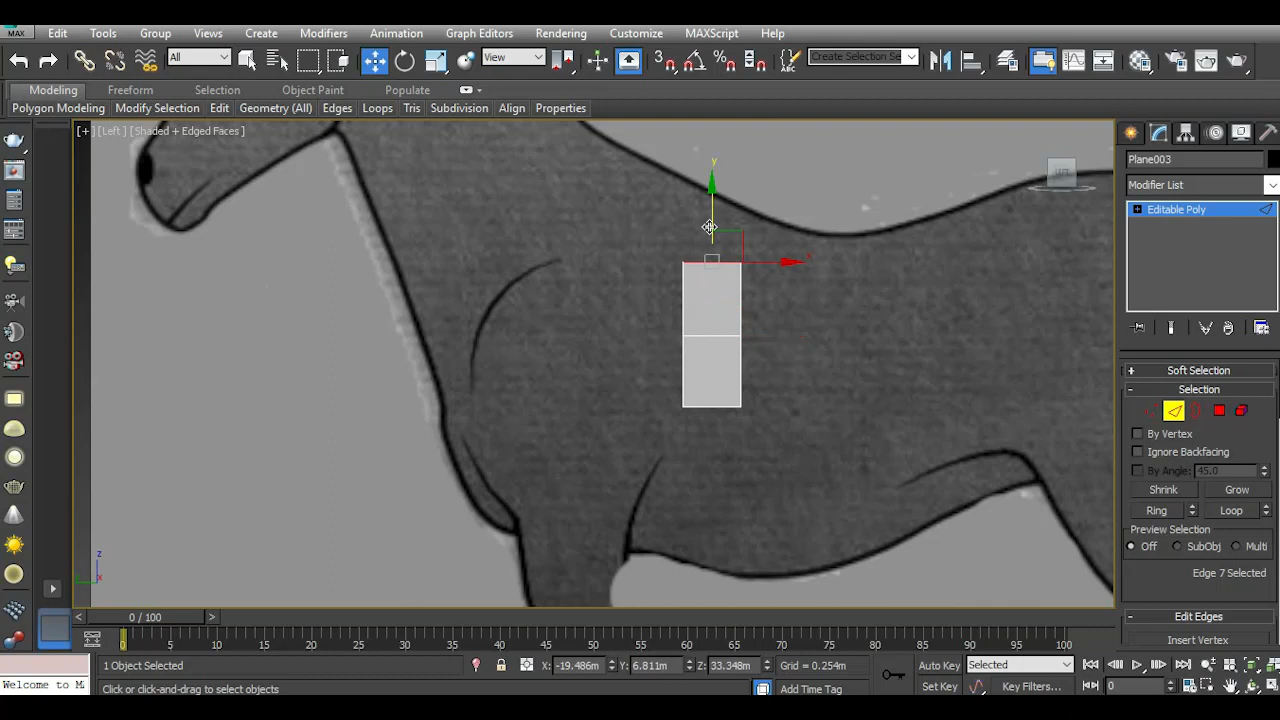 MAX Edit Tools Group Views Create Modifiers Animation Graph Editors Rendering Customize MAXScript Help
All View 3 ABC Create Selection Se
Modeling Freeform Selection Object Paint Populate
Polygon Modeling Modify Selection Edit Geometry (All) Edges Loops Tris Subdivision Align Properties
[+] [Left] [Shaded + Edged Faces]
y
x
z
x
Plane003
Modifier List
Editable Poly
+ Soft Selection
- Selection
By Vertex
Ignore Backfacing
By Angle: 45.0
Shrink Grow
Ring Loop
Preview Selection
Off SubObj Multi
Edge 7 Selected
- Edit Edges
Insert Vertex
< 0 / 100 >
0 5 10 15 20 25 30 35 40 45 50 55 60 65 70 75 80 85 90 95 100
1 Object Selected X: -19.486m Y: 6.811m Z: 33.348m Grid = 0.254m Auto Key Selected
Welcome to M Click or click-and-drag to select objects Add Time Tag Set Key Key Filters... 0